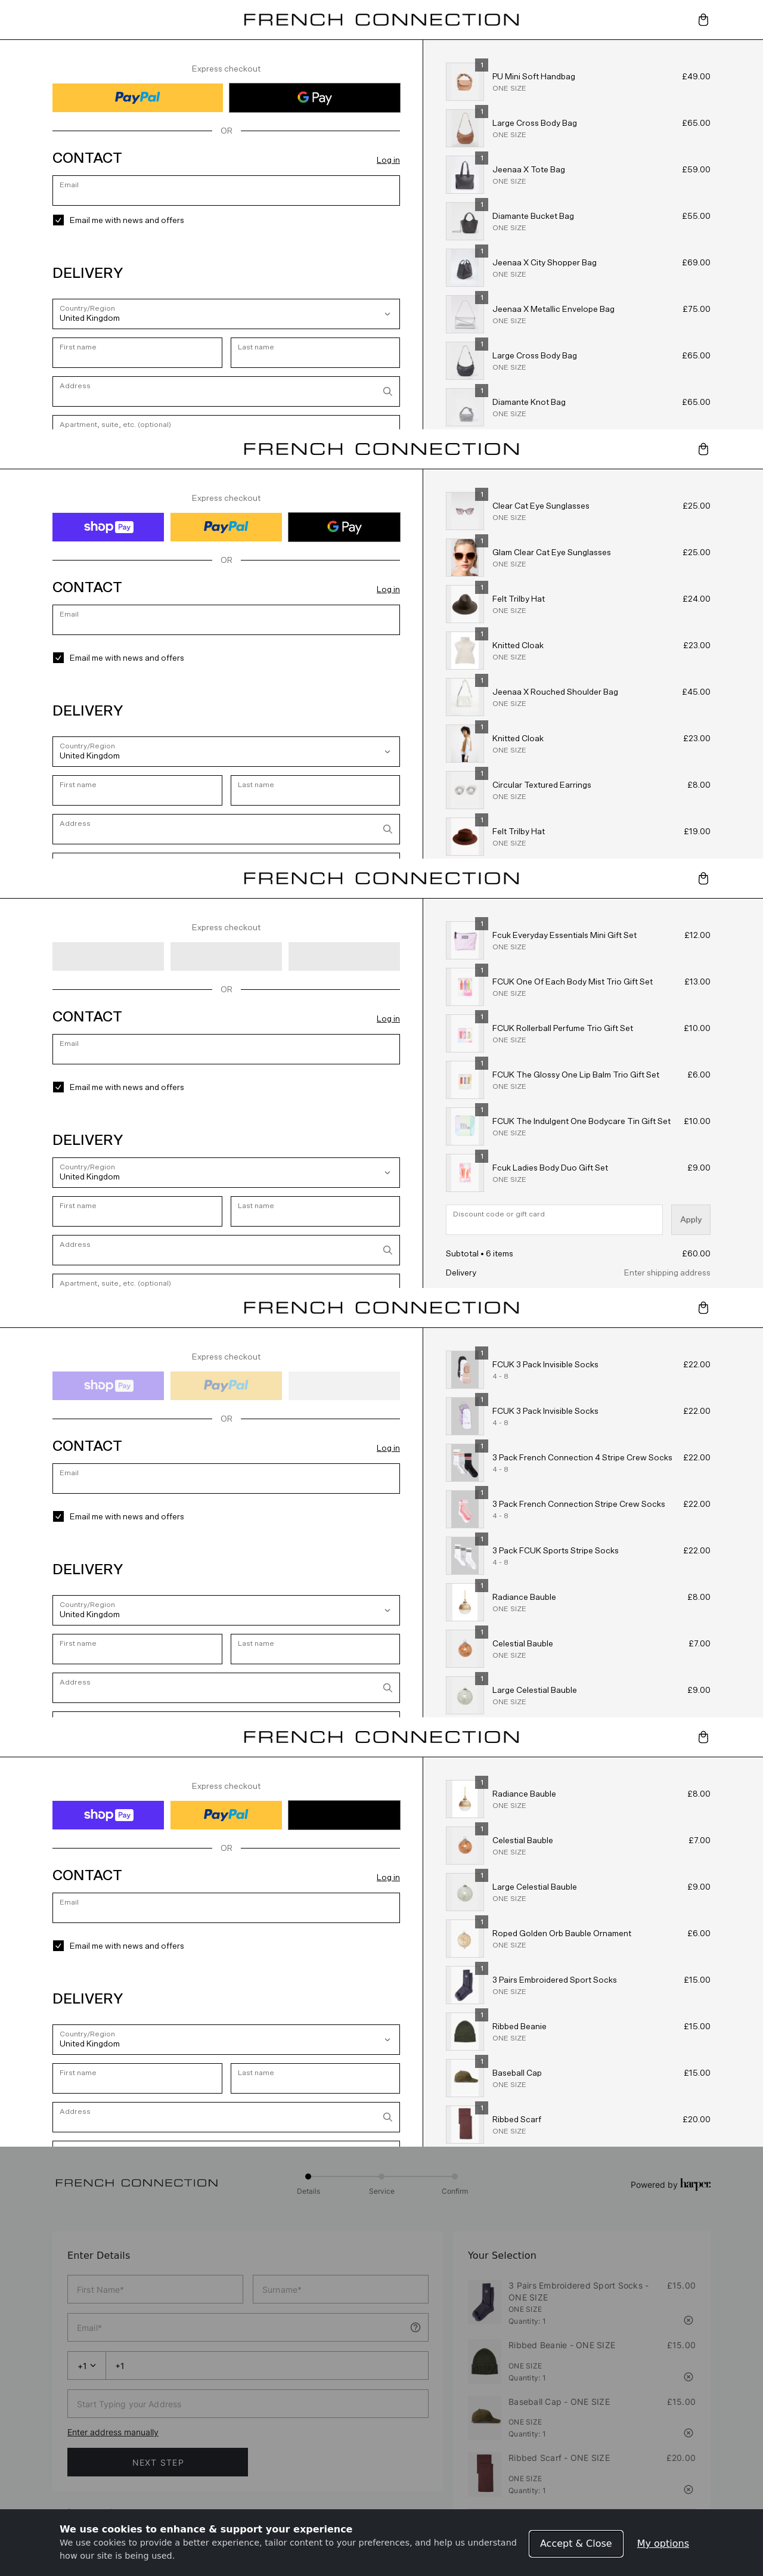 FRENCH CONNECTION
Express checkout
PayPal
G Pay
OR
CONTACT
Log in
Email
Email me with news and offers
DELIVERY
Country/Region
United Kingdom
First name
Last name
Address
Apartment, suite, etc. (optional)
1
PU Mini Soft Handbag
£49.00
ONE SIZE
1
Large Cross Body Bag
£65.00
ONE SIZE
1
Jeenaa X Tote Bag
£59.00
ONE SIZE
1
Diamante Bucket Bag
£55.00
ONE SIZE
1
Jeenaa X City Shopper Bag
£69.00
ONE SIZE
1
Jeenaa X Metallic Envelope Bag
£75.00
ONE SIZE
1
Large Cross Body Bag
£65.00
ONE SIZE
1
Diamante Knot Bag
£65.00
ONE SIZE
FRENCH CONNECTION
Express checkout
shop Pay
PayPal
G Pay
OR
CONTACT
Log in
Email
Email me with news and offers
DELIVERY
Country/Region
United Kingdom
First name
Last name
Address
1
Clear Cat Eye Sunglasses
£25.00
ONE SIZE
1
Glam Clear Cat Eye Sunglasses
£25.00
ONE SIZE
1
Felt Trilby Hat
£24.00
ONE SIZE
1
Knitted Cloak
£23.00
ONE SIZE
1
Jeenaa X Rouched Shoulder Bag
£45.00
ONE SIZE
1
Knitted Cloak
£23.00
ONE SIZE
1
Circular Textured Earrings
£8.00
ONE SIZE
1
Felt Trilby Hat
£19.00
ONE SIZE
FRENCH CONNECTION
Express checkout
OR
CONTACT
Log in
Email
Email me with news and offers
DELIVERY
Country/Region
United Kingdom
First name
Last name
Address
Apartment, suite, etc. (optional)
1
Fcuk Everyday Essentials Mini Gift Set
£12.00
ONE SIZE
1
FCUK One Of Each Body Mist Trio Gift Set
£13.00
ONE SIZE
1
FCUK Rollerball Perfume Trio Gift Set
£10.00
ONE SIZE
1
FCUK The Glossy One Lip Balm Trio Gift Set
£6.00
ONE SIZE
1
FCUK The Indulgent One Bodycare Tin Gift Set
£10.00
ONE SIZE
1
Fcuk Ladies Body Duo Gift Set
£9.00
ONE SIZE
Discount code or gift card
Apply
Subtotal • 6 items
£60.00
Delivery
Enter shipping address
FRENCH CONNECTION
Express checkout
shop Pay
PayPal
OR
CONTACT
Log in
Email
Email me with news and offers
DELIVERY
Country/Region
United Kingdom
First name
Last name
Address
1
FCUK 3 Pack Invisible Socks
£22.00
4 - 8
1
FCUK 3 Pack Invisible Socks
£22.00
4 - 8
1
3 Pack French Connection 4 Stripe Crew Socks
£22.00
4 - 8
1
3 Pack French Connection Stripe Crew Socks
£22.00
4 - 8
1
3 Pack FCUK Sports Stripe Socks
£22.00
4 - 8
1
Radiance Bauble
£8.00
ONE SIZE
1
Celestial Bauble
£7.00
ONE SIZE
1
Large Celestial Bauble
£9.00
ONE SIZE
FRENCH CONNECTION
Express checkout
shop Pay
PayPal
OR
CONTACT
Log in
Email
Email me with news and offers
DELIVERY
Country/Region
United Kingdom
First name
Last name
Address
1
Radiance Bauble
£8.00
ONE SIZE
1
Celestial Bauble
£7.00
ONE SIZE
1
Large Celestial Bauble
£9.00
ONE SIZE
1
Roped Golden Orb Bauble Ornament
£6.00
ONE SIZE
1
3 Pairs Embroidered Sport Socks
£15.00
ONE SIZE
1
Ribbed Beanie
£15.00
ONE SIZE
1
Baseball Cap
£15.00
ONE SIZE
1
Ribbed Scarf
£20.00
ONE SIZE
FRENCH CONNECTION
Details
Service
Confirm
Powered by harper.
Enter Details
First Name*
Surname*
Email*
+1
+1
Start Typing your Address
Enter address manually
NEXT STEP
Your Selection
3 Pairs Embroidered Sport Socks -
£15.00
ONE SIZE
ONE SIZE
Quantity: 1
Ribbed Beanie - ONE SIZE
£15.00
ONE SIZE
Quantity: 1
Baseball Cap - ONE SIZE
£15.00
ONE SIZE
Quantity: 1
Ribbed Scarf - ONE SIZE
£20.00
ONE SIZE
Quantity: 1
We use cookies to enhance & support your experience
We use cookies to provide a better experience, tailor content to your preferences, and help us understand
how our site is being used.
Accept & Close
My options